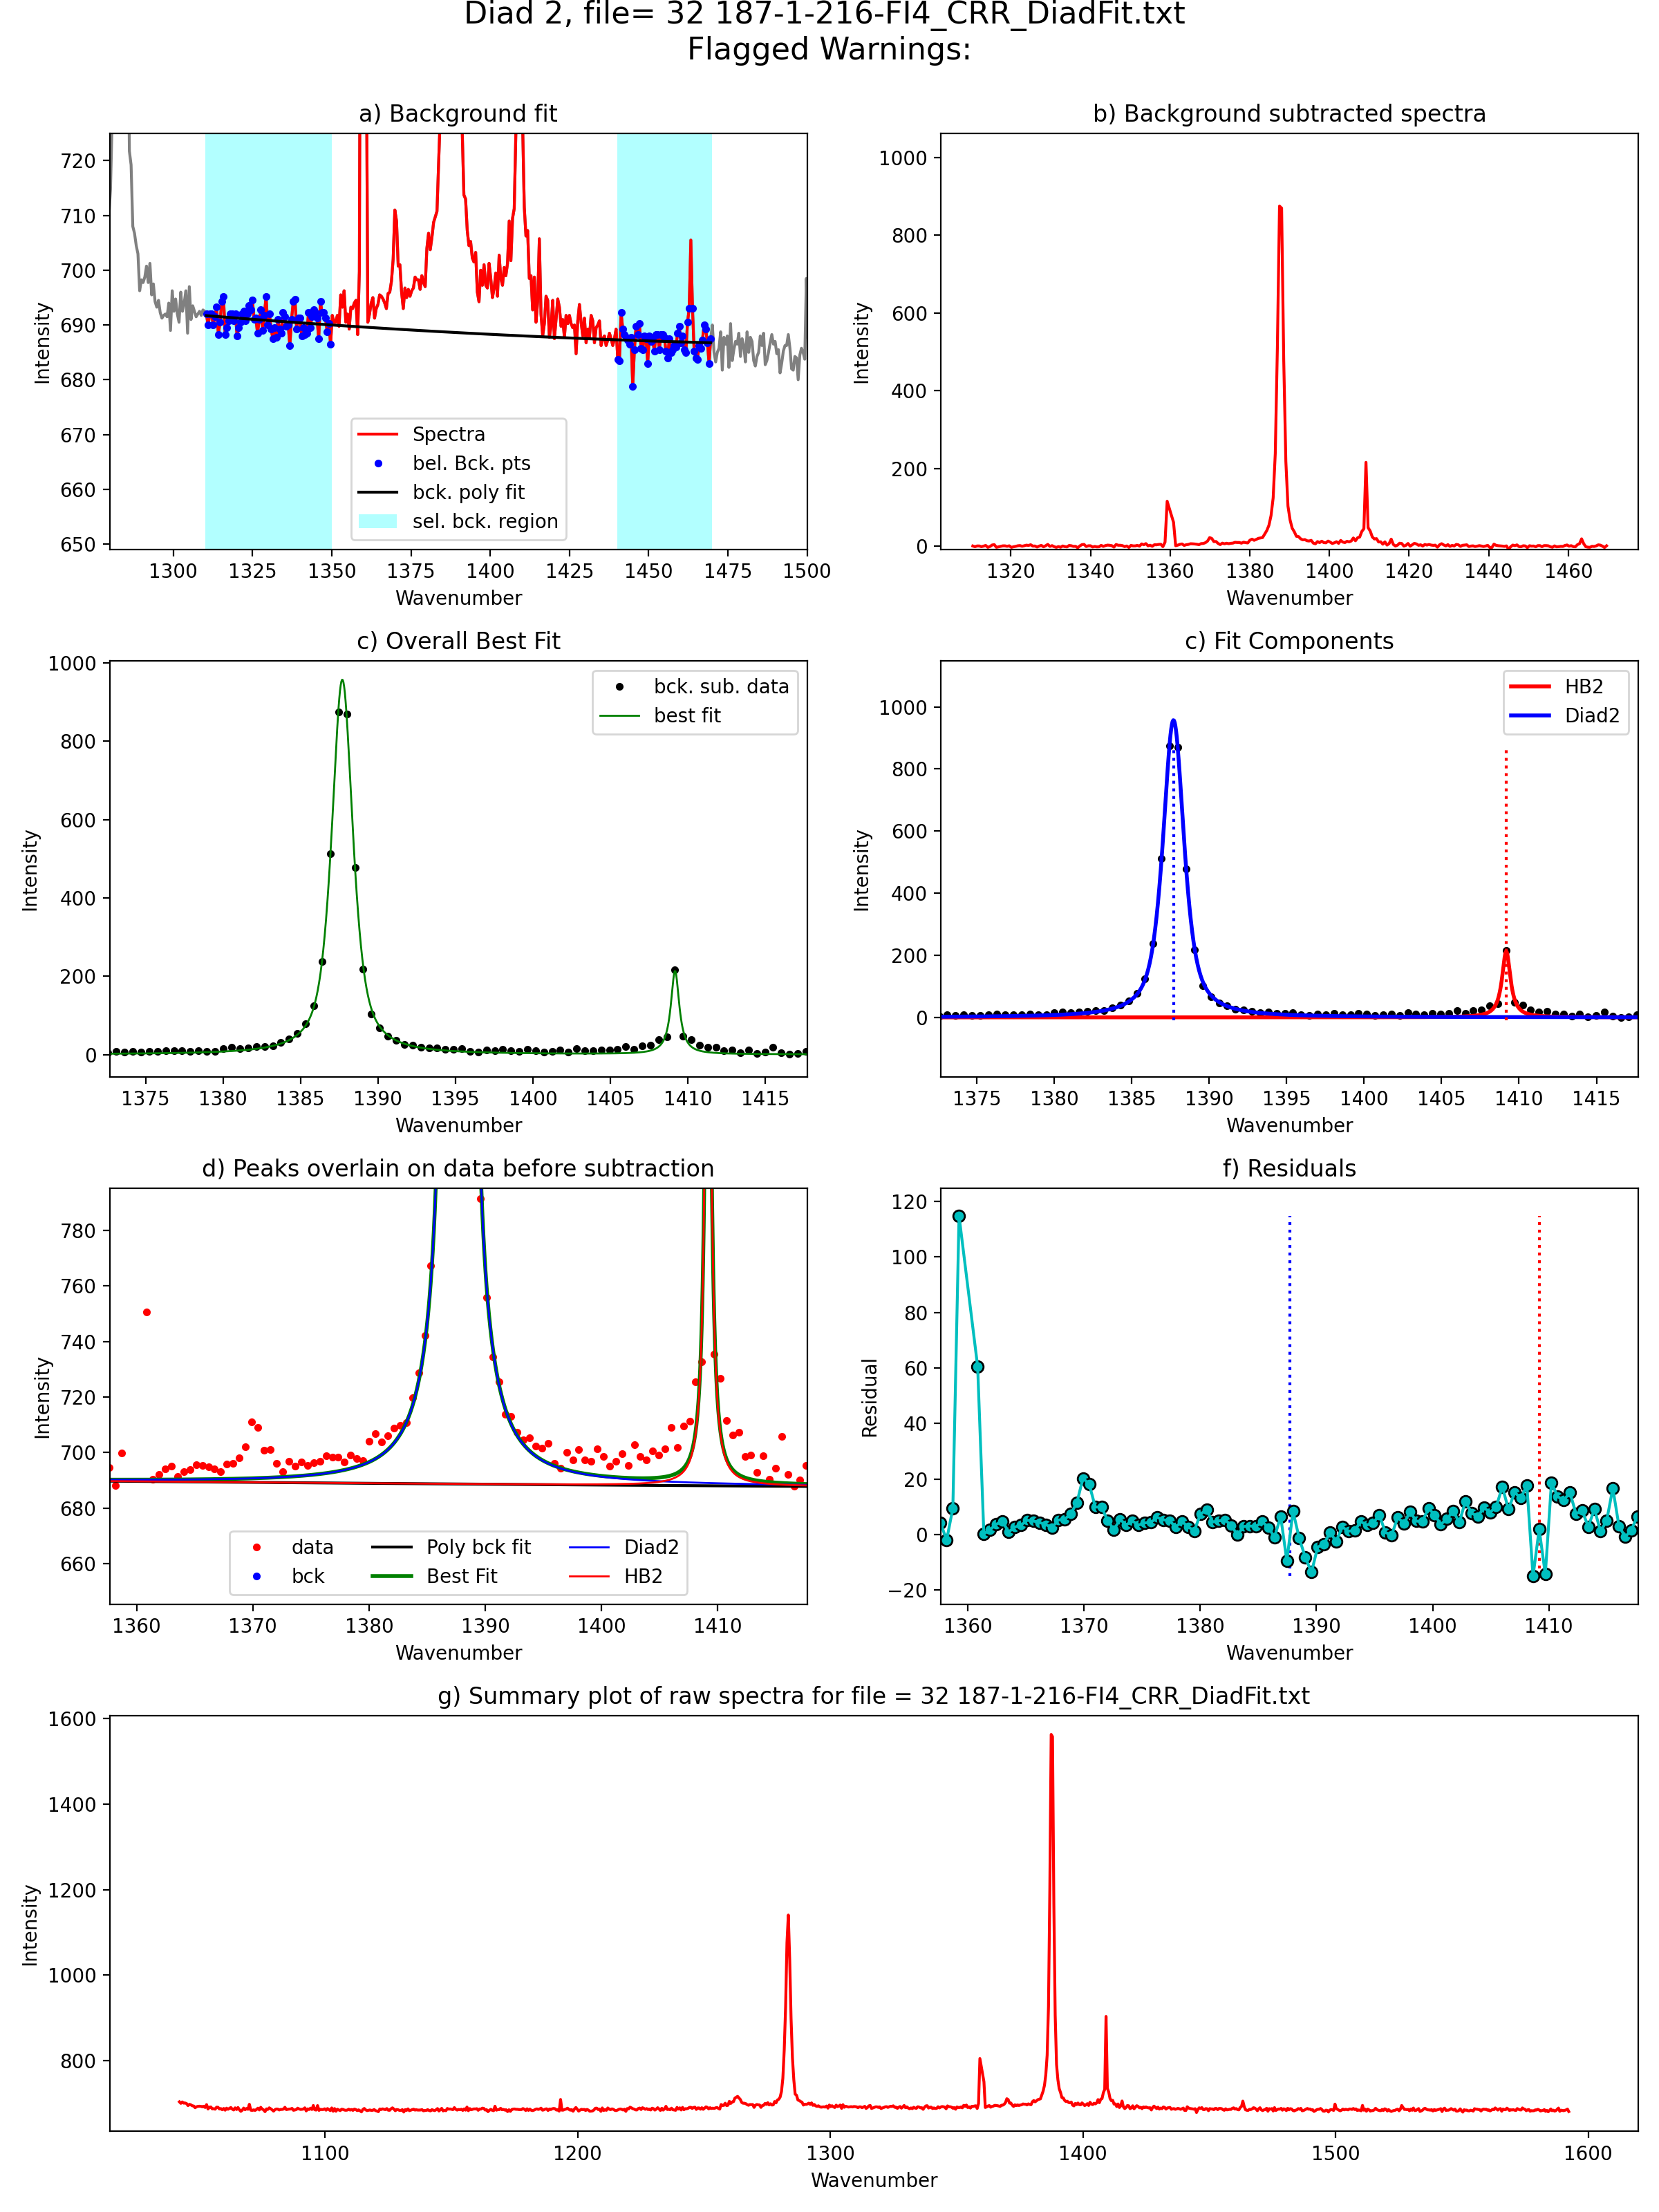 Diad 2, file= 32 187-1-216-FI4_CRR_DiadFit.txt
Flagged Warnings:
a) Background fit
Intensity
720
710
700
690
680
670
660
650
Spectra
bel. Bck. pts
bck. poly fit
sel. bck. region
1300 1325 1350 1375 1400 1425 1450 1475 1500
Wavenumber
b) Background subtracted spectra
Intensity
1000
800
600
400
200
0
1320 1340 1360 1380 1400 1420 1440 1460
Wavenumber
c) Overall Best Fit
Intensity
1000
800
600
400
200
0
bck. sub. data
best fit
1375 1380 1385 1390 1395 1400 1405 1410 1415
Wavenumber
c) Fit Components
Intensity
1000
800
600
400
200
0
HB2
Diad2
1375 1380 1385 1390 1395 1400 1405 1410 1415
Wavenumber
d) Peaks overlain on data before subtraction
Intensity
780
760
740
720
700
680
660
data Poly bck fit Diad2
bck Best Fit HB2
1360 1370 1380 1390 1400 1410
Wavenumber
f) Residuals
Residual
120
100
80
60
40
20
0
−20
1360 1370 1380 1390 1400 1410
Wavenumber
g) Summary plot of raw spectra for file = 32 187-1-216-FI4_CRR_DiadFit.txt
Intensity
1600
1400
1200
1000
800
1100 1200 1300 1400 1500 1600
Wavenumber